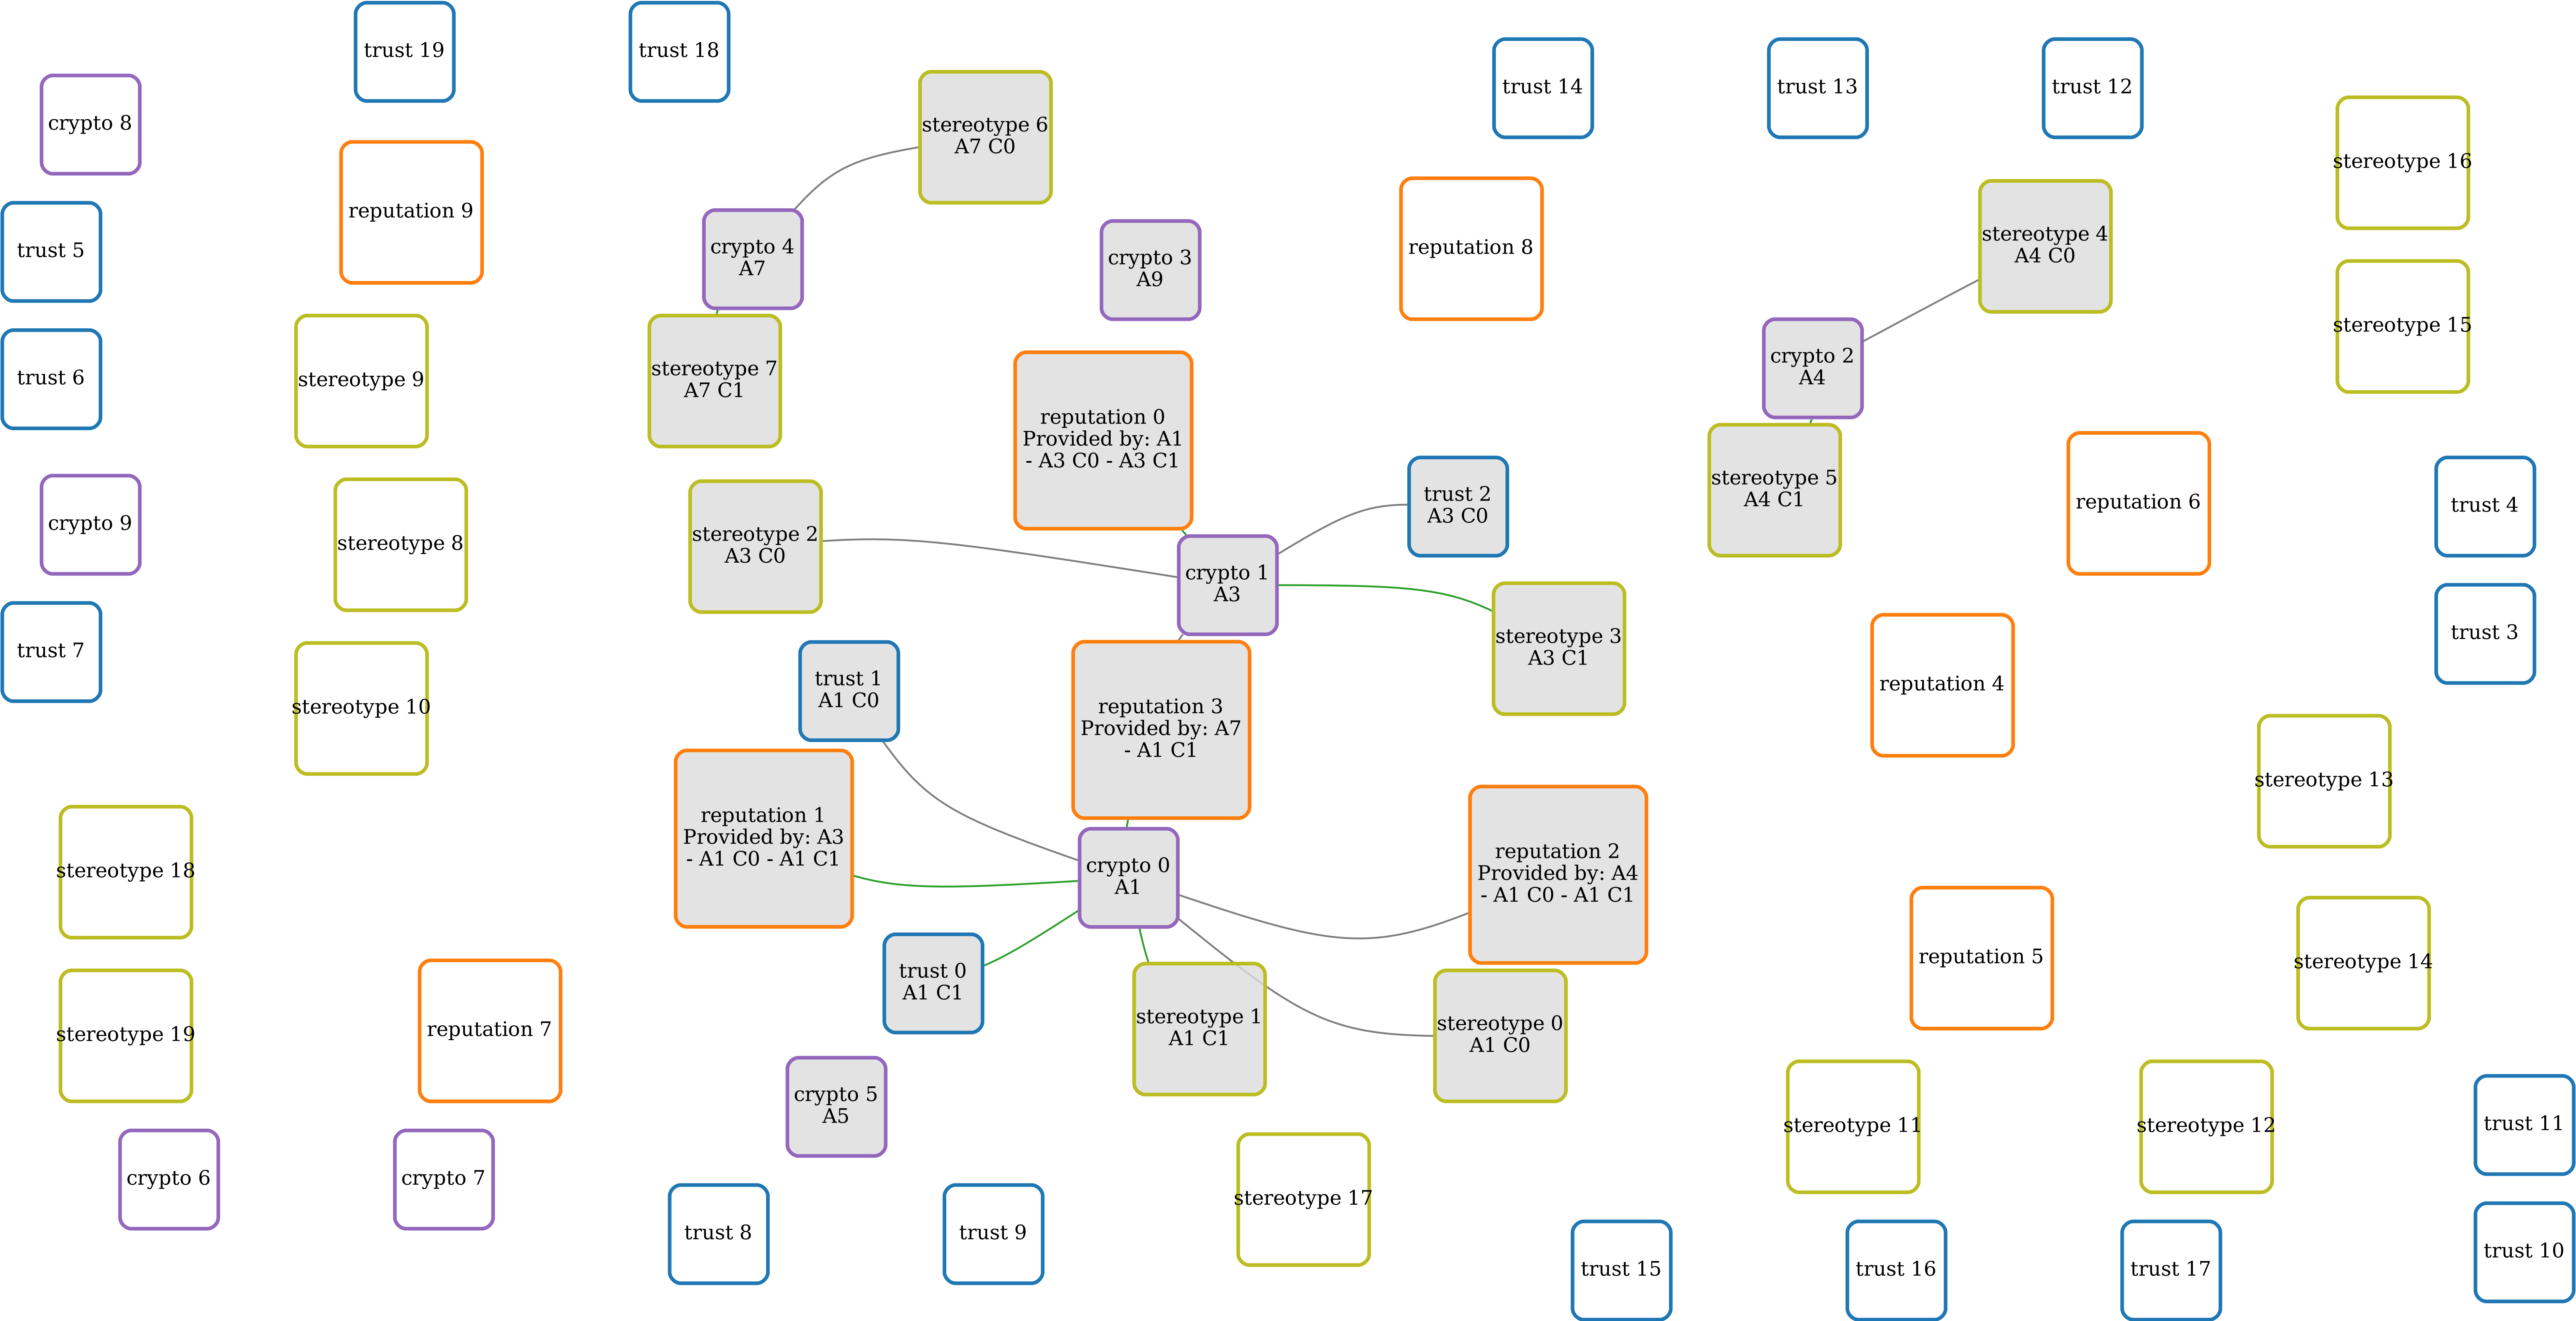 trust 19
trust 18
trust 14
trust 13
trust 12
crypto 8
stereotype 6
A7 C0
stereotype 16
reputation 9
trust 5
crypto 4
A7
crypto 3
A9
reputation 8
stereotype 4
A4 C0
trust 6
stereotype 9
stereotype 7
A7 C1
crypto 2
A4
stereotype 15
reputation 0
Provided by: A1
- A3 C0 - A3 C1
crypto 9
stereotype 8
stereotype 2
A3 C0
trust 2
A3 C0
stereotype 5
A4 C1
reputation 6
trust 4
crypto 1
A3
trust 7
stereotype 10
trust 1
A1 C0
reputation 3
Provided by: A7
- A1 C1
stereotype 3
A3 C1
reputation 4
trust 3
stereotype 13
stereotype 18
reputation 1
Provided by: A3
- A1 C0 - A1 C1
crypto 0
A1
reputation 2
Provided by: A4
- A1 C0 - A1 C1
stereotype 19
reputation 7
trust 0
A1 C1
stereotype 1
A1 C1
stereotype 0
A1 C0
reputation 5
stereotype 14
crypto 5
A5
stereotype 11
stereotype 12
trust 11
crypto 6
crypto 7
stereotype 17
trust 8
trust 9
trust 15
trust 16
trust 17
trust 10